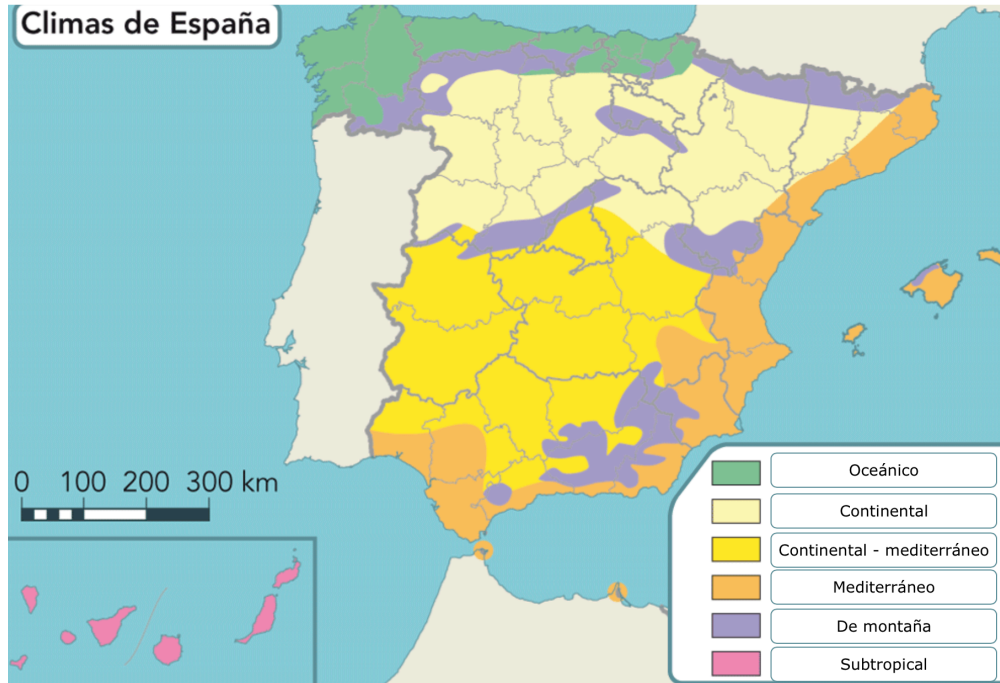 Climas de España
0 100 200 300 km
Oceánico
Continental
Continental - mediterráneo
Mediterráneo
De montaña
Subtropical